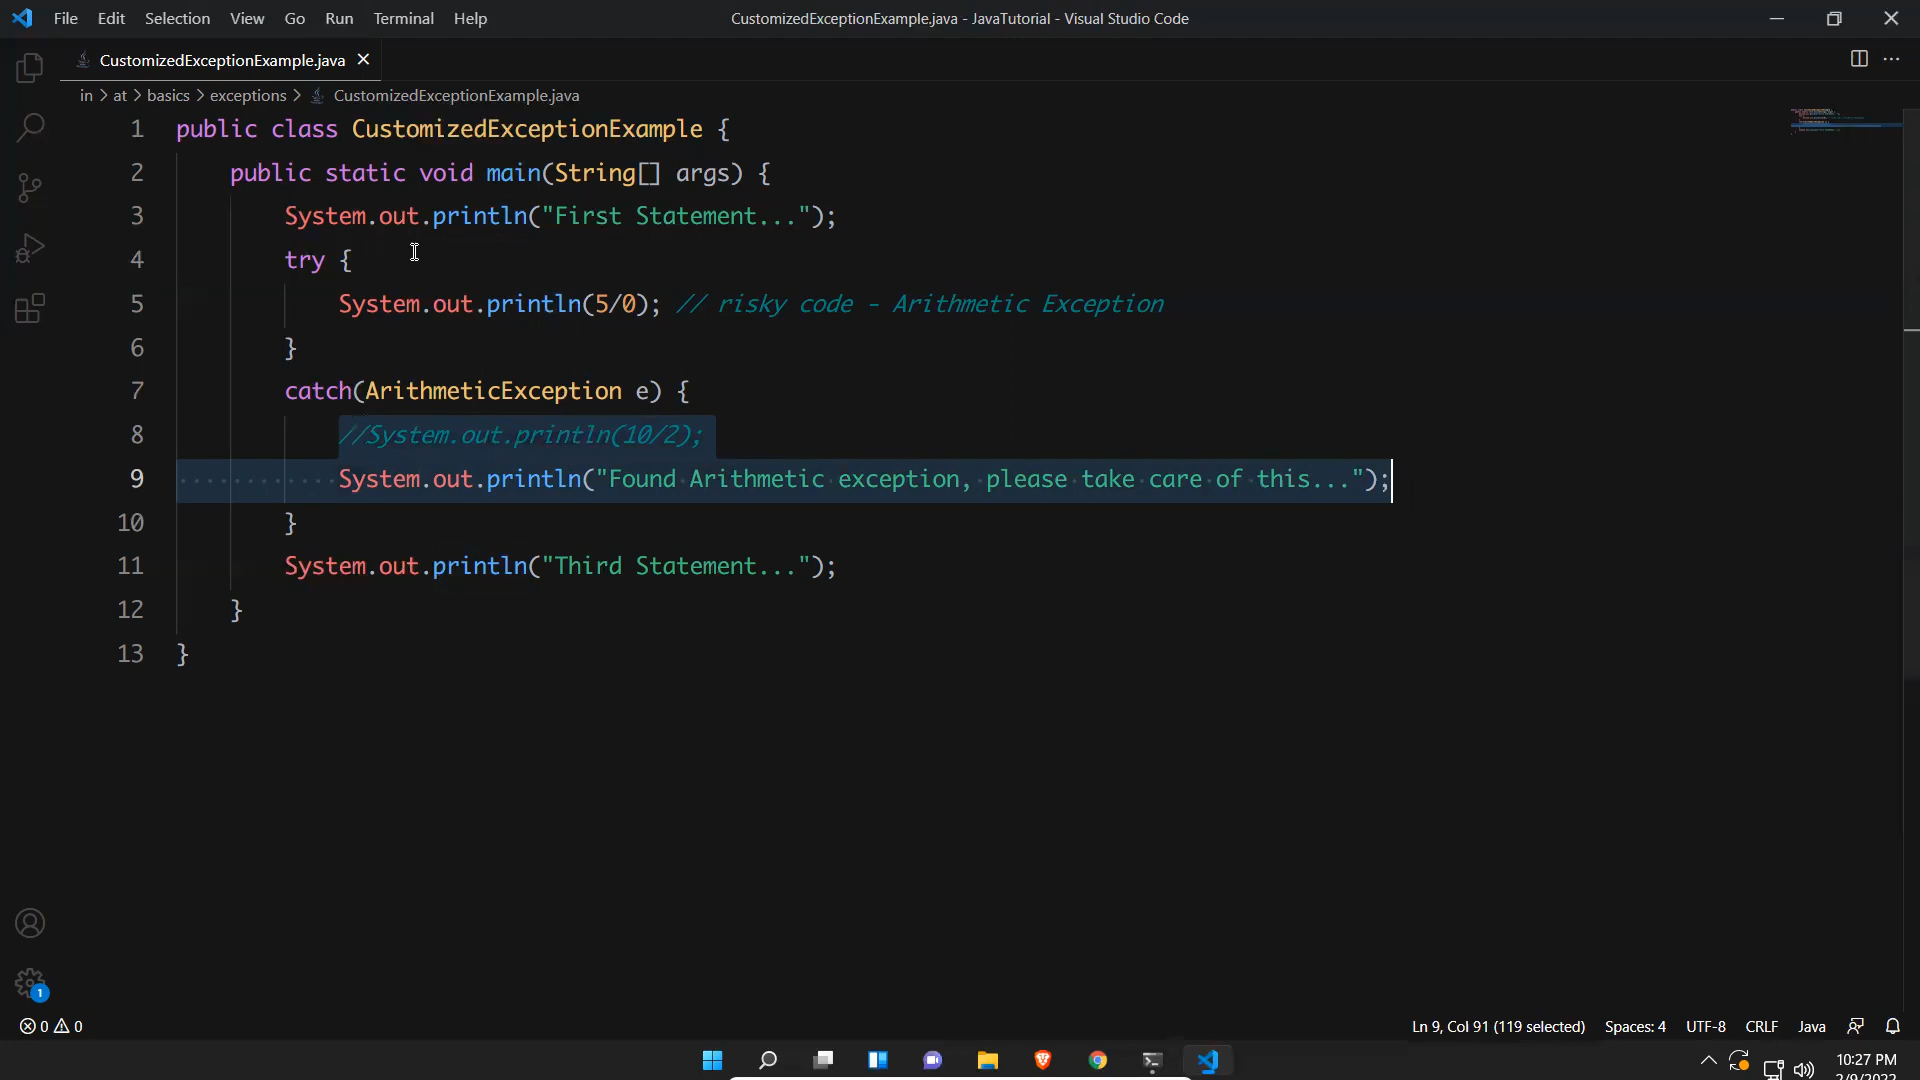 File Edit Selection View Go Run Terminal Help
CustomizedExceptionExample.java - JavaTutorial - Visual Studio Code
CustomizedExceptionExample.java
in > at > basics > exceptions > CustomizedExceptionExample.java
1 public class CustomizedExceptionExample {
2 public static void main(String[] args) {
3 System.out.println("First Statement...");
4 try {
5 System.out.println(5/0); // risky code - Arithmetic Exception
6 }
7 catch(ArithmeticException e) {
8 //System.out.println(10/2);
9 System.out.println("Found Arithmetic exception, please take care of this...");
10 }
11 System.out.println("Third Statement...");
12 }
13 }
1
0 0
Ln 9, Col 91 (119 selected) Spaces: 4 UTF-8 CRLF Java
10:27 PM
2/9/2022